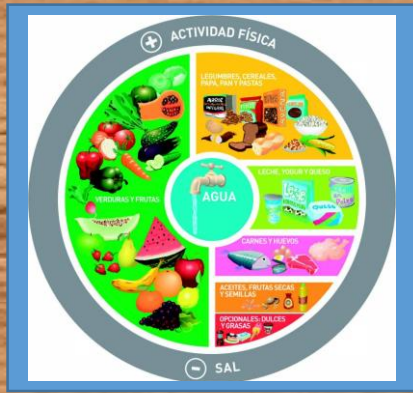 + ACTIVIDAD FÍSICA
LEGUMBRES, CEREALES,
PAPA, PAN Y PASTAS
VERDURAS Y FRUTAS
AGUA
LECHE, YOGUR Y QUESO
CARNES Y HUEVOS
ACEITES, FRUTAS SECAS
Y SEMILLAS
OPCIONALES: DULCES
Y GRASAS
- SAL